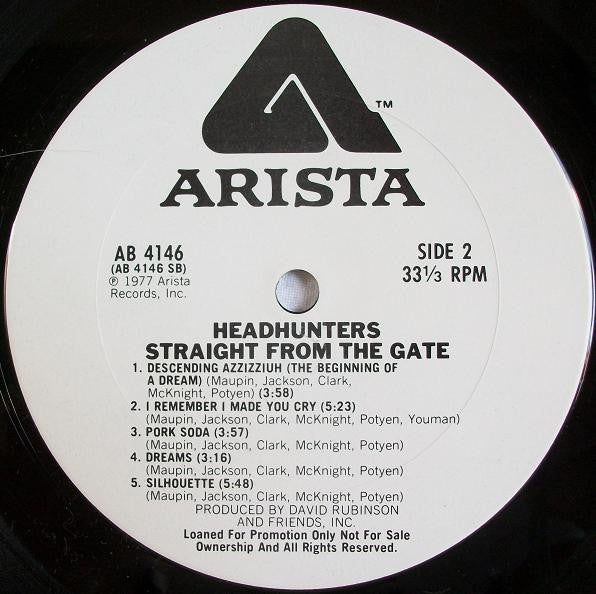 ™
ARISTA
AB 4146
(AB 4146 SB)
℗ 1977 Arista
Records, Inc.
SIDE 2
33⅓ RPM
HEADHUNTERS
STRAIGHT FROM THE GATE
1. DESCENDING AZZIZZIUH (THE BEGINNING OF
A DREAM) (Maupin, Jackson, Clark,
McKnight, Potyen) (3:58)
2. I REMEMBER I MADE YOU CRY (5:23)
(Maupin, Jackson, Clark, McKnight, Potyen, Youman)
3. PORK SODA (3:57)
(Maupin, Jackson, Clark, McKnight, Potyen)
4. DREAMS (3:16)
(Maupin, Jackson, Clark, McKnight, Potyen)
5. SILHOUETTE (5:48)
(Maupin, Jackson, Clark, McKnight, Potyen)
PRODUCED BY DAVID RUBINSON
AND FRIENDS, INC.
Loaned For Promotion Only Not For Sale
Ownership And All Rights Reserved.